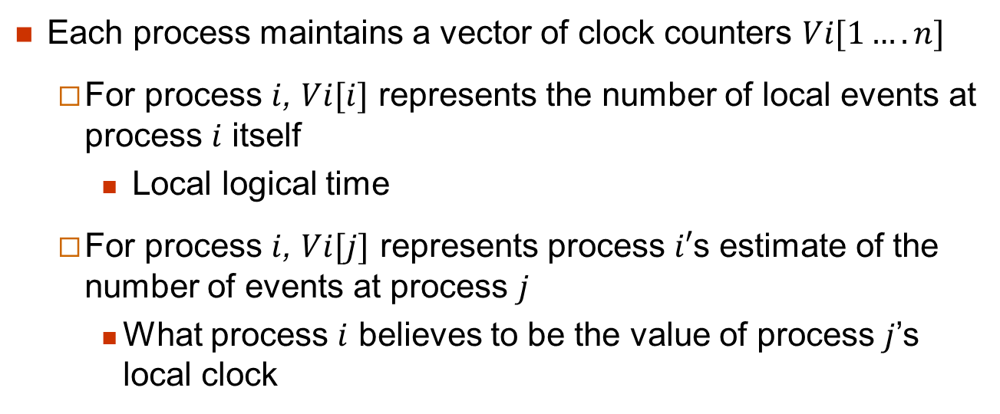 Each process maintains a vector of clock counters Vi[1 ... . n]
For process i, Vi[i] represents the number of local events at
process i itself
Local logical time
For process i, Vi[j] represents process i′s estimate of the
number of events at process j
What process i believes to be the value of process j’s
local clock